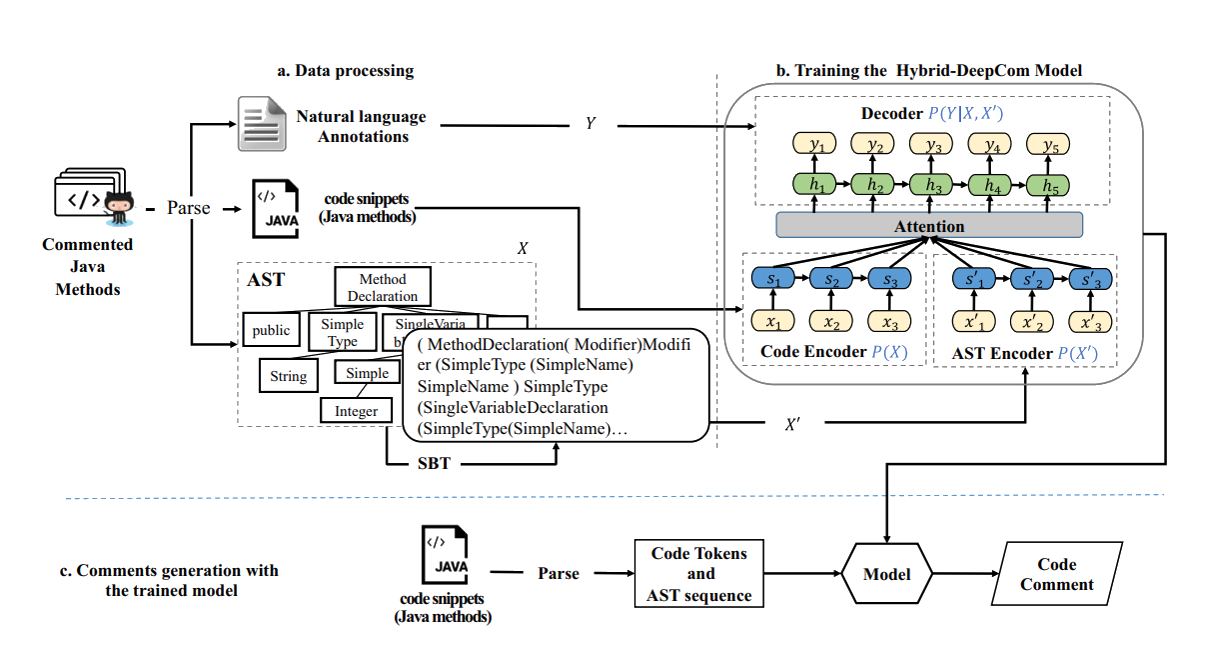 a. Data processing
b. Training the Hybrid-DeepCom Model
Natural language
Annotations
Y
Decoder P(Y|X, X′)
y1 y2 y3 y4 y5
h1 h2 h3 h4 h5
</>
Parse
</>
JAVA
code snippets
(Java methods)
X
Attention
Commented
Java
Methods
AST
Method
Declaration
public
Simple
Type
SingleVaria
String
Simple
Integer
( MethodDeclaration( Modifier)Modifi
er (SimpleType (SimpleName)
SimpleName ) SimpleType
(SingleVariableDeclaration
(SimpleType(SimpleName)…
SBT
s1 s2 s3
s′1 s′2 s′3
x1 x2 x3
x′1 x′2 x′3
Code Encoder P(X)
AST Encoder P(X′)
X′
c. Comments generation with
the trained model
</>
JAVA
code snippets
(Java methods)
Parse
Code Tokens
and
AST sequence
Model
Code
Comment